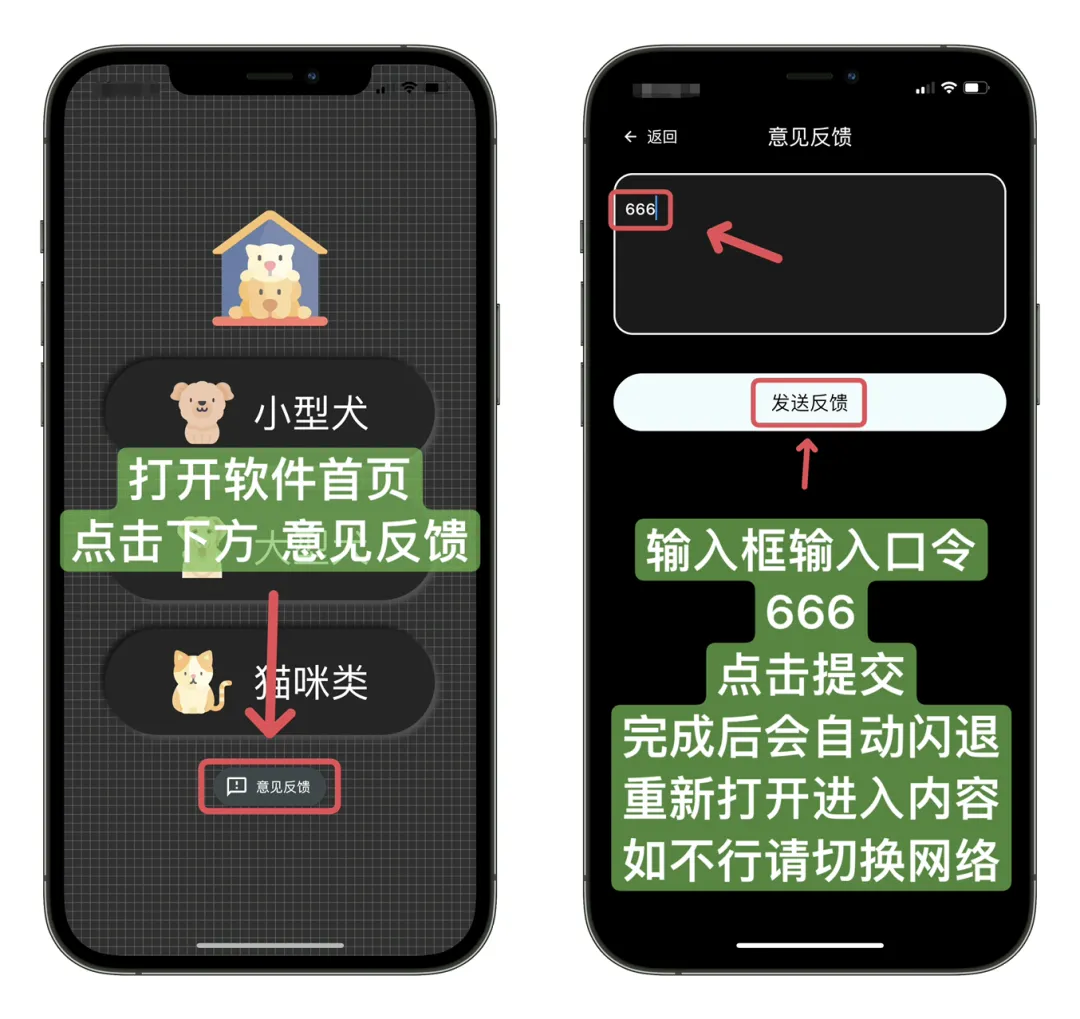 小型犬
打开软件首页
点击下方 意见反馈
大型犬
猫咪类
意见反馈
返回
意见反馈
666
发送反馈
输入框输入口令
666
点击提交
完成后会自动闪退
重新打开进入内容
如不行请切换网络